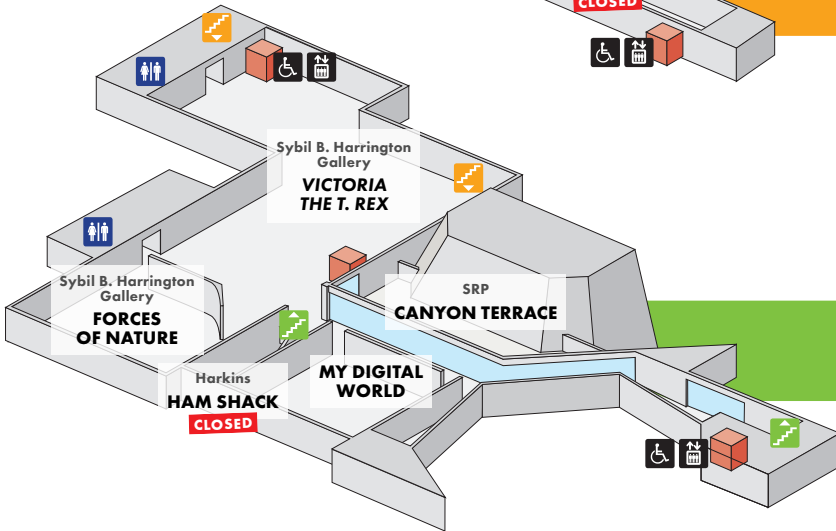 CLOSED
Sybil B. Harrington
Gallery
VICTORIA
THE T. REX
Sybil B. Harrington
Gallery
FORCES
OF NATURE
SRP
CANYON TERRACE
MY DIGITAL
WORLD
Harkins
HAM SHACK
CLOSED